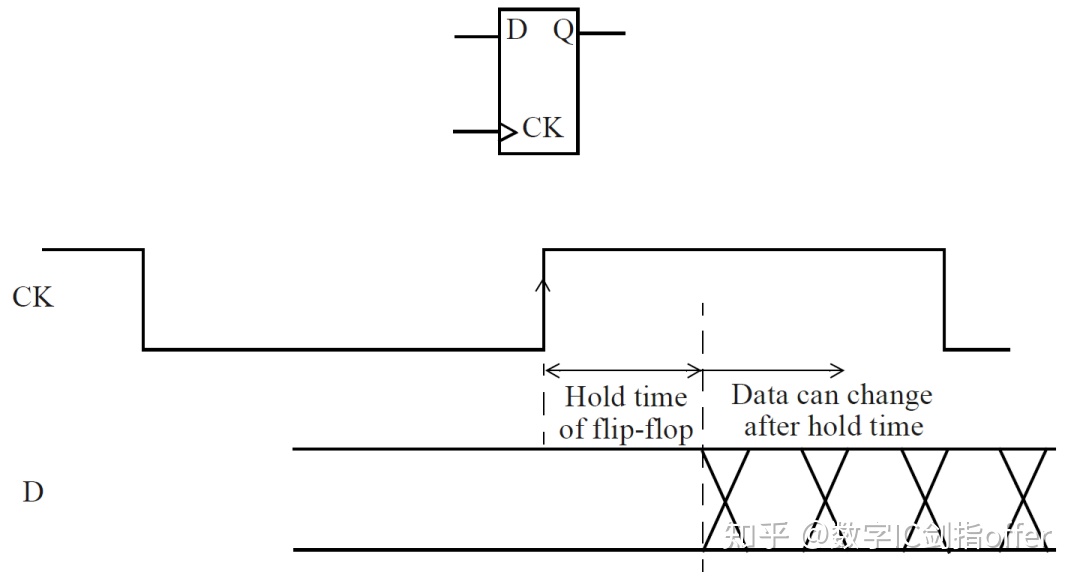 D Q
CK
CK
Hold time
of flip-flop
Data can change
after hold time
D
知乎 @数字IC剑指offer